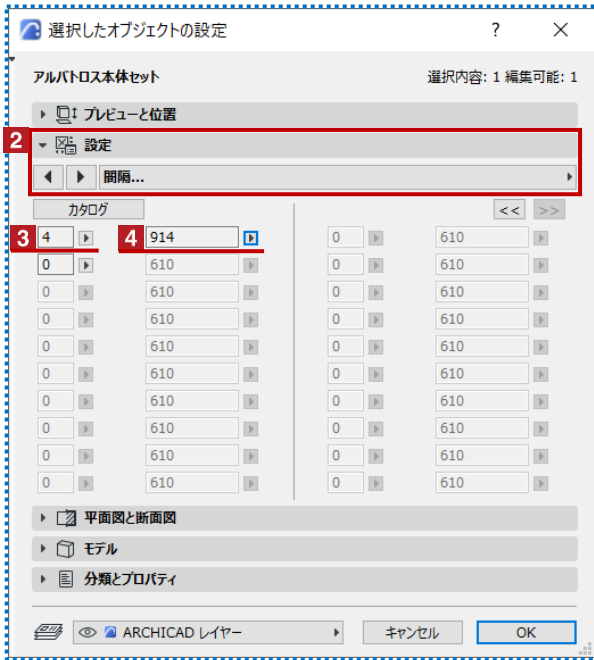 選択したオブジェクトの設定 ? ×
アルバトロス本体セット 選択内容: 1 編集可能: 1
プレビューと位置
2 設定
間隔...
カタログ << >>
3 4 4 914 0 610
0 610 0 610
0 610 0 610
0 610 0 610
0 610 0 610
0 610 0 610
0 610 0 610
0 610 0 610
0 610 0 610
0 610 0 610
平面図と断面図
モデル
分類とプロパティ
ARCHICAD レイヤー キャンセル OK